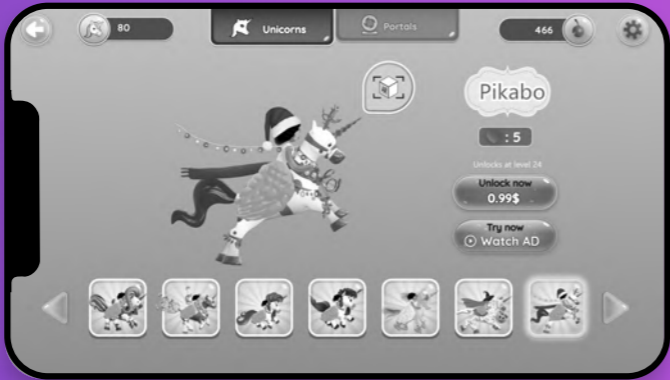 80
Unicorns
Portals
466
Pikabo
: 5
Unlocks at level 24
Unlock now
0.99$
Try now
Watch AD